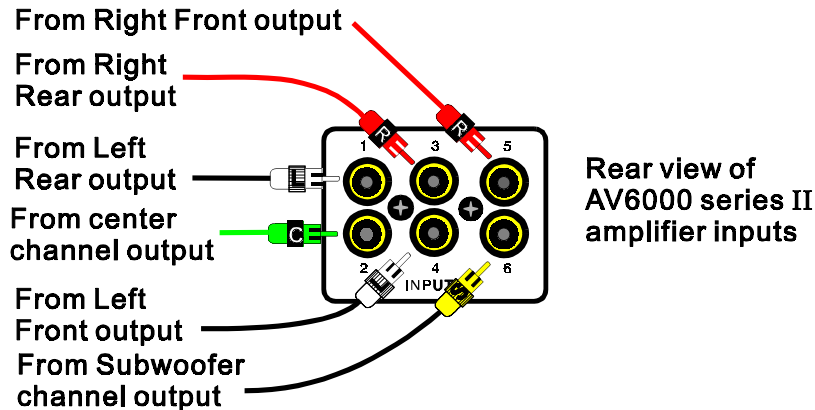 From Right Front output
From Right
Rear output
From Left
Rear output
From center
channel output
From Left
Front output
From Subwoofer
channel output
R
R
L
C
L
S
1 3 5
2 4 6
INPU
Rear view of
AV6000 series II
amplifier inputs